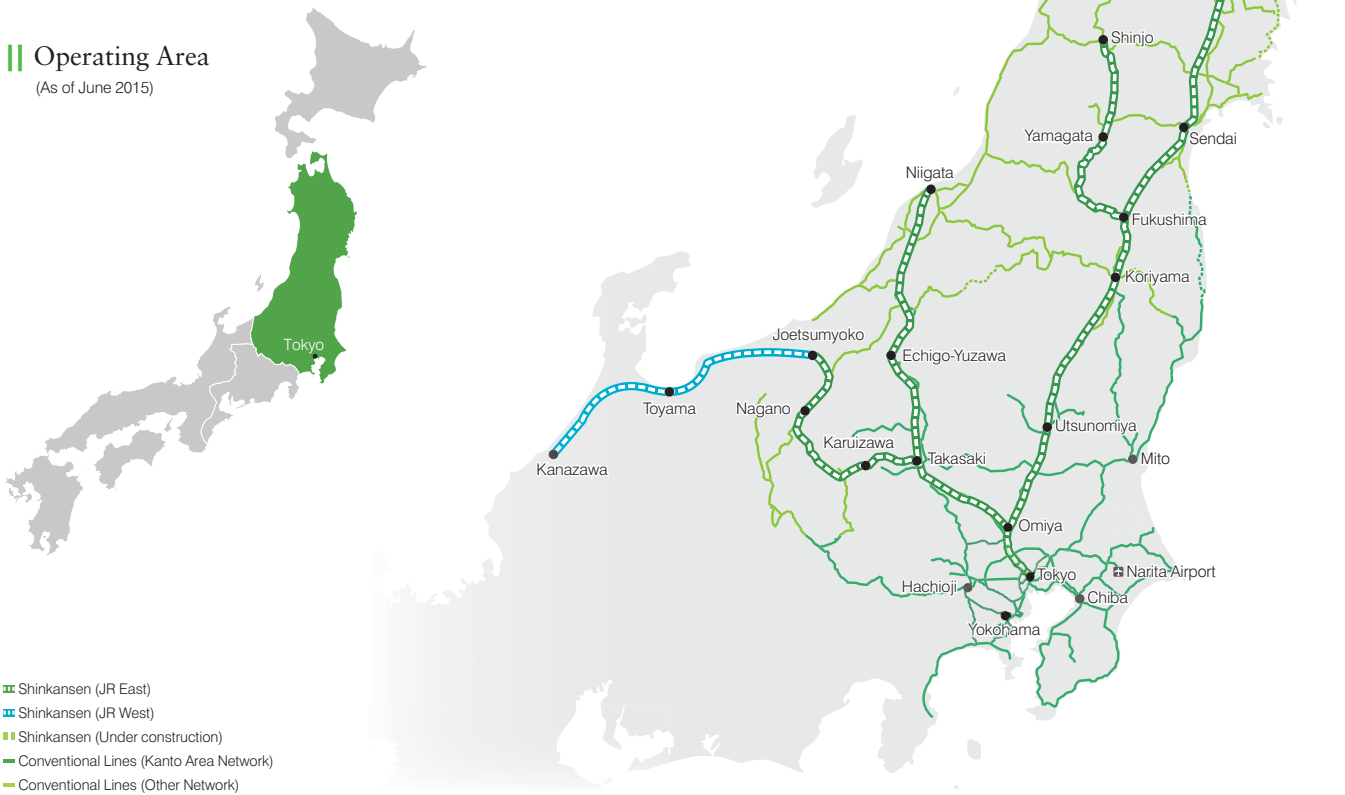 Operating Area
(As of June 2015)
Tokyo
Shinjo
Yamagata
Sendai
Niigata
Fukushima
Koriyama
Joetsumyoko
Echigo-Yuzawa
Toyama
Nagano
Utsunomiya
Karuizawa
Takasaki
Mito
Kanazawa
Omiya
Tokyo
Narita Airport
Hachioji
Chiba
Yokohama
Shinkansen (JR East)
Shinkansen (JR West)
Shinkansen (Under construction)
Conventional Lines (Kanto Area Network)
Conventional Lines (Other Network)